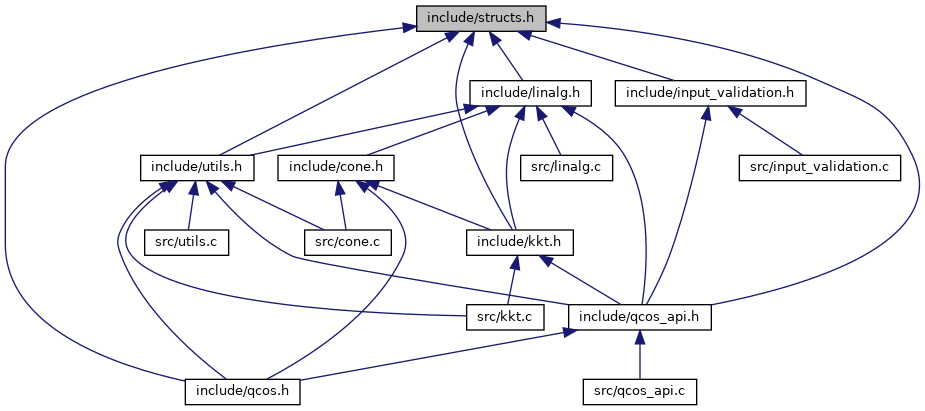 include/structs.h
include/linalg.h
include/input_validation.h
include/utils.h
include/cone.h
src/linalg.c
src/input_validation.c
src/utils.c
src/cone.c
include/kkt.h
src/kkt.c
include/qcos_api.h
include/qcos.h
src/qcos_api.c